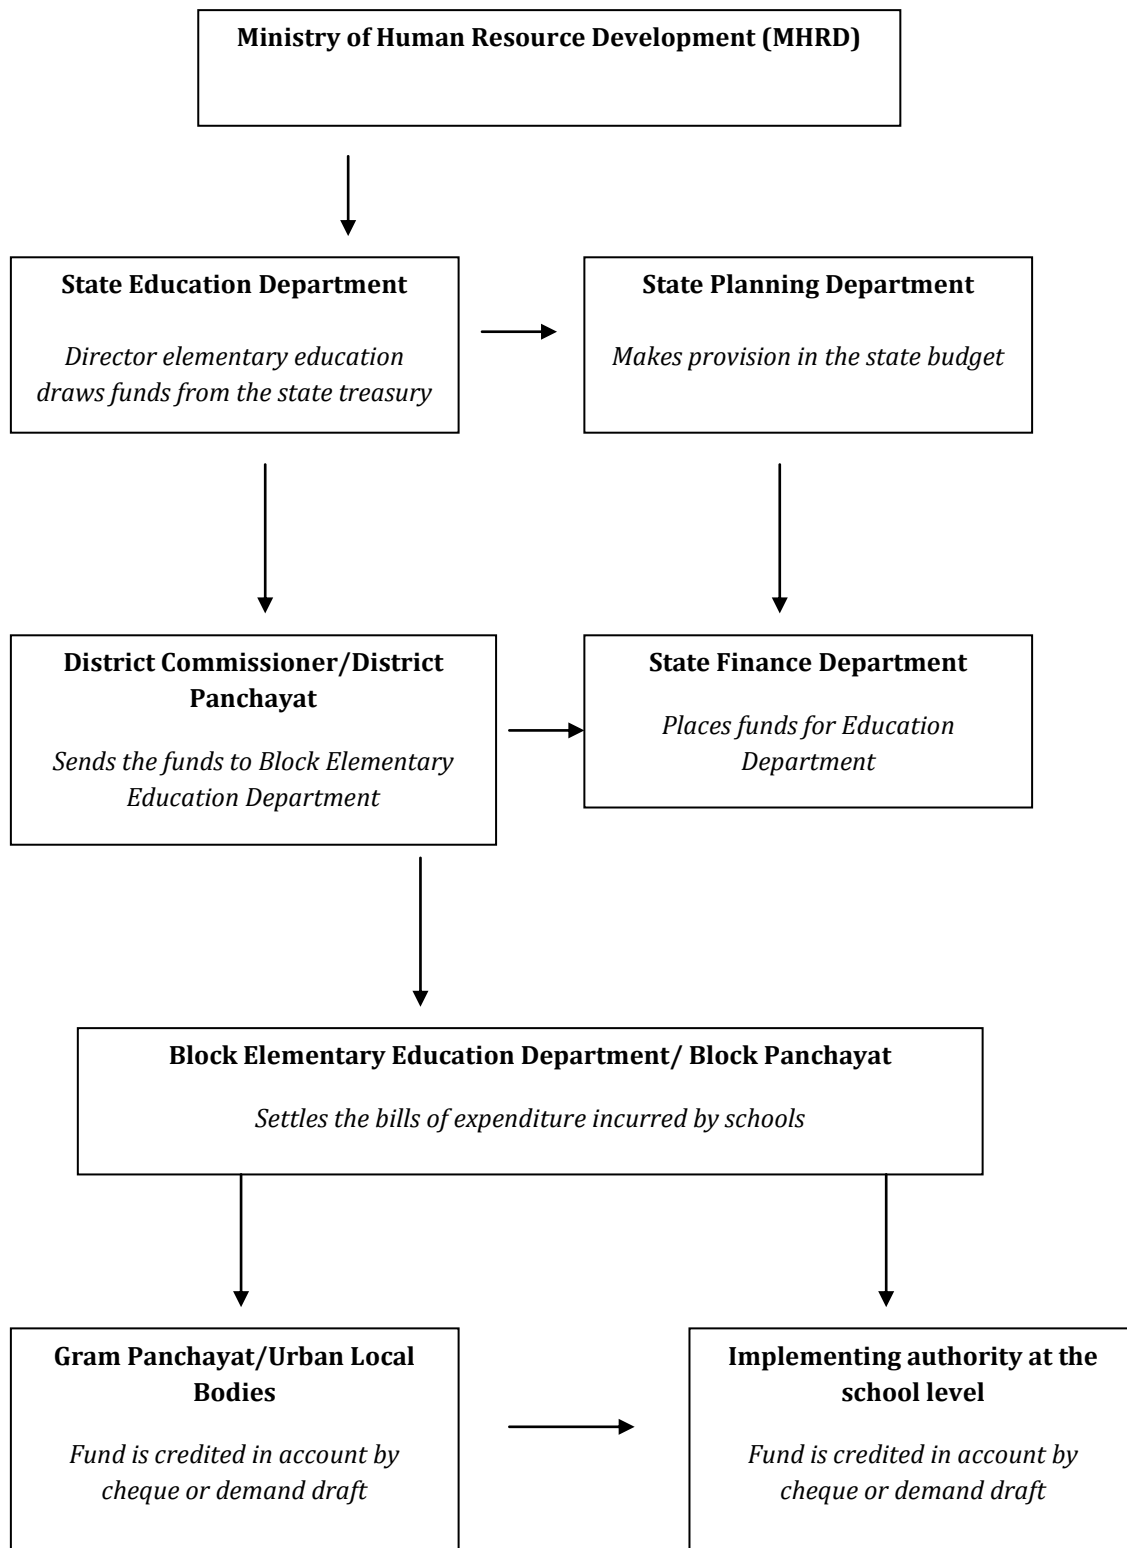 Ministry of Human Resource Development (MHRD)
State Education Department
Director elementary education
draws funds from the state treasury
State Planning Department
Makes provision in the state budget
District Commissioner/District
Panchayat
Sends the funds to Block Elementary
Education Department
State Finance Department
Places funds for Education
Department
Block Elementary Education Department/ Block Panchayat
Settles the bills of expenditure incurred by schools
Gram Panchayat/Urban Local
Bodies
Fund is credited in account by
cheque or demand draft
Implementing authority at the
school level
Fund is credited in account by
cheque or demand draft